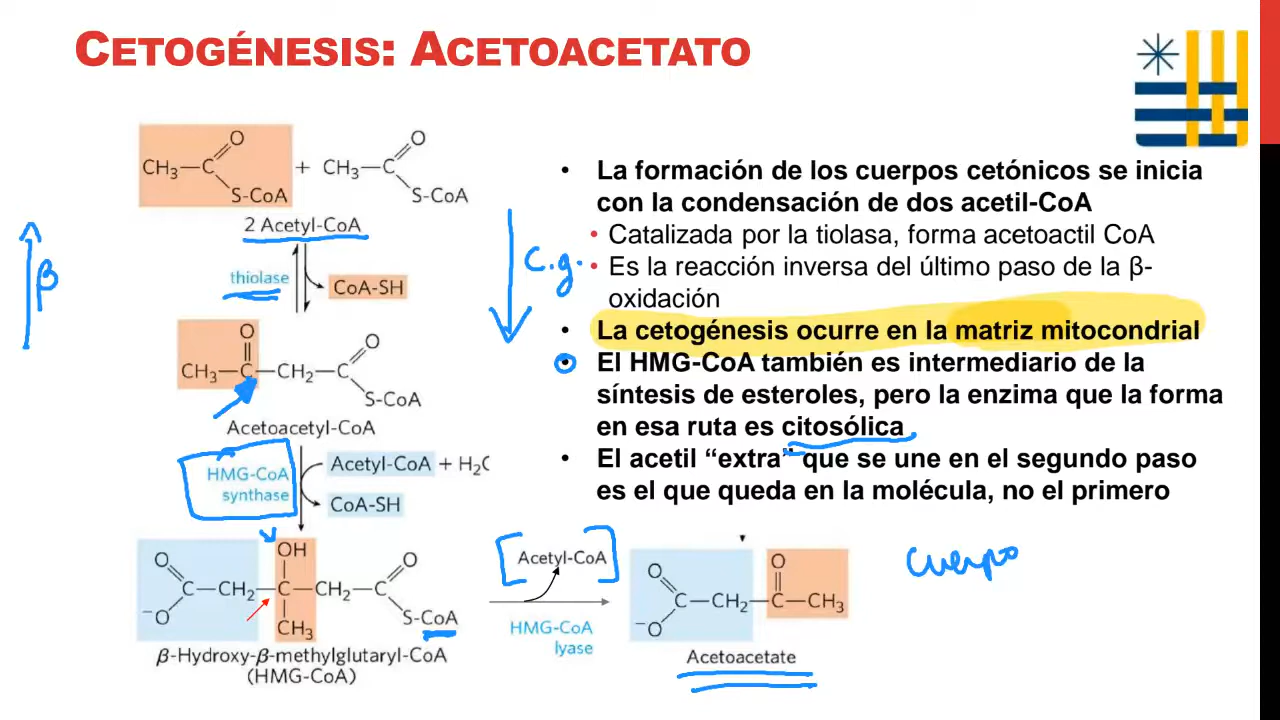 CETOGÉNESIS: ACETOACETATO
O
O
CH₃—C
+ CH₃—C
S-CoA
S-CoA
2 Acetyl-CoA
thiolase
CoA-SH
β
c.g.
O
O
CH₃—C—CH₂—C
S-CoA
Acetoacetyl-CoA
HMG-CoA
synthase
Acetyl-CoA + H₂C
CoA-SH
O
OH
O
C—CH₂—C—CH₂—C
⁻O
CH₃
S-CoA
β-Hydroxy-β-methylglutaryl-CoA
(HMG-CoA)
[Acetyl-CoA]
HMG-CoA
lyase
O
O
C—CH₂—C—CH₃
⁻O
Acetoacetate
• La formación de los cuerpos cetónicos se inicia
con la condensación de dos acetil-CoA
• Catalizada por la tiolasa, forma acetoactil CoA
• Es la reacción inversa del último paso de la β-
oxidación
• La cetogénesis ocurre en la matriz mitocondrial
• El HMG-CoA también es intermediario de la
síntesis de esteroles, pero la enzima que la forma
en esa ruta es citosólica
• El acetil “extra” que se une en el segundo paso
es el que queda en la molécula, no el primero
cuerpo